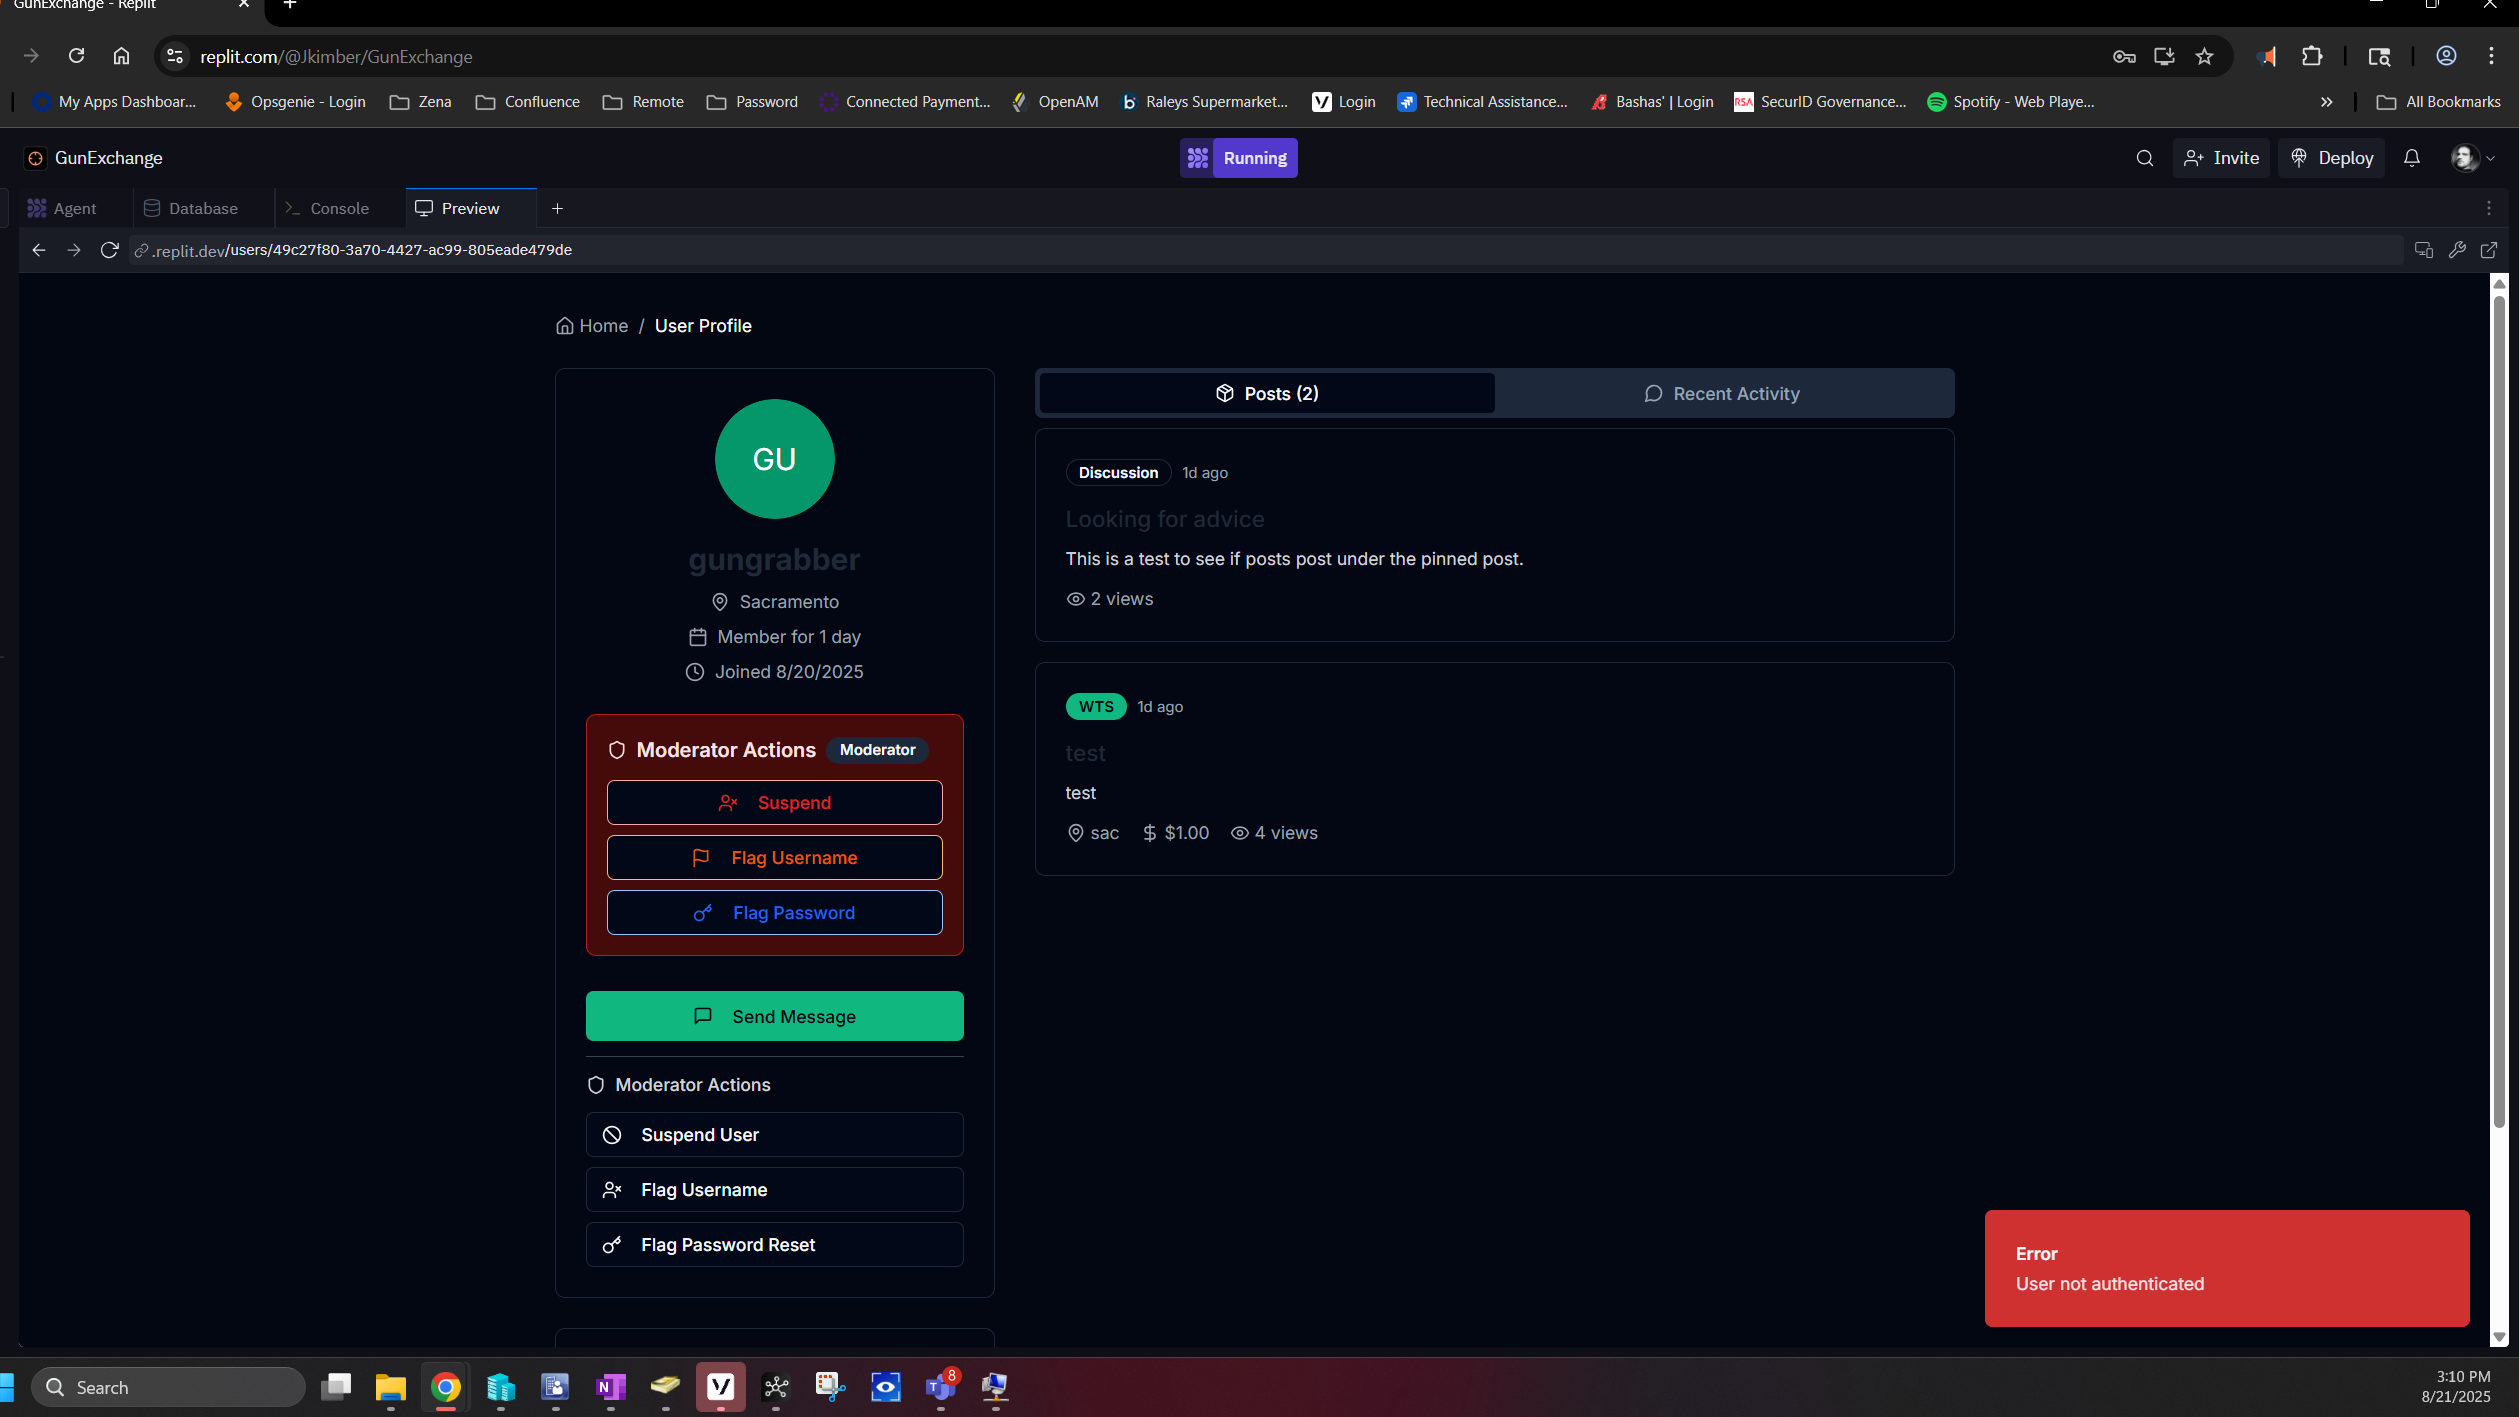 GunExchange - Replit
replit.com/@Jkimber/GunExchange
My Apps Dashboar... Opsgenie - Login Zena Confluence Remote Password Connected Payment... OpenAM Raleys Supermarket... Login Technical Assistance... Bashas' | Login RSA SecurID Governance... Spotify - Web Playe... All Bookmarks
GunExchange Running Invite Deploy
Agent Database Console Preview
.replit.dev/users/49c27f80-3a70-4427-ac99-805eade479de
Home / User Profile
GU
gungrabber
Sacramento
Member for 1 day
Joined 8/20/2025
Moderator Actions Moderator
Suspend
Flag Username
Flag Password
Send Message
Moderator Actions
Suspend User
Flag Username
Flag Password Reset
Posts (2) Recent Activity
Discussion 1d ago
Looking for advice
This is a test to see if posts post under the pinned post.
2 views
WTS 1d ago
test
test
sac $1.00 4 views
Error
User not authenticated
Search
8
3:10 PM
8/21/2025